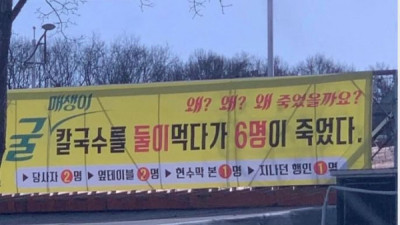 매생이 왜? 왜? 왜 죽었을까요?
굴 칼국수를 둘이먹다가 6명이 죽었다.
▶ 당사자 2명 ▶ 옆테이블 2명 ▶ 현수막 본 1명 ▶ 지나던 행인 1명